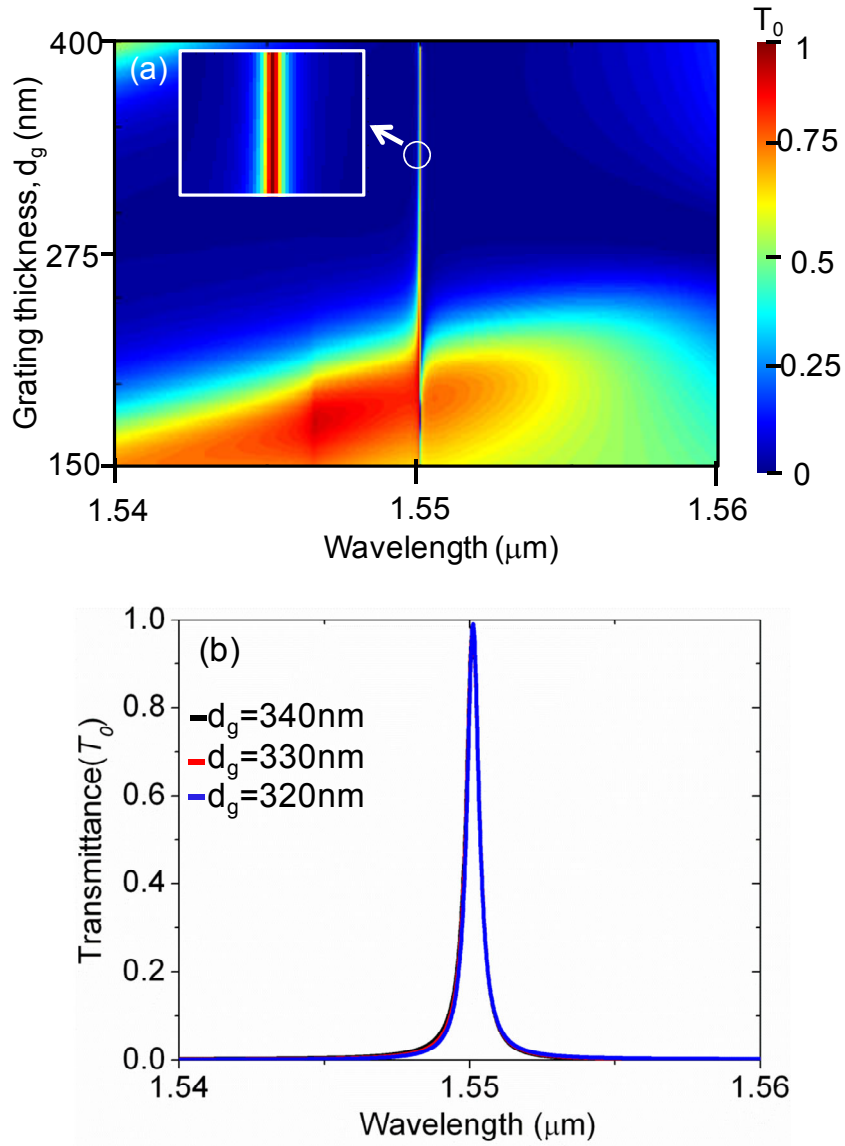 T0
400
(a)
1
0.75
275
0.5
0.25
150
0
Grating thickness, dg (nm)
1.54
1.55
1.56
Wavelength (μm)
1.0
(b)
0.8
dg=340nm
dg=330nm
dg=320nm
0.6
0.4
0.2
0.0
Transmittance(T0)
1.54
1.55
1.56
Wavelength (μm)